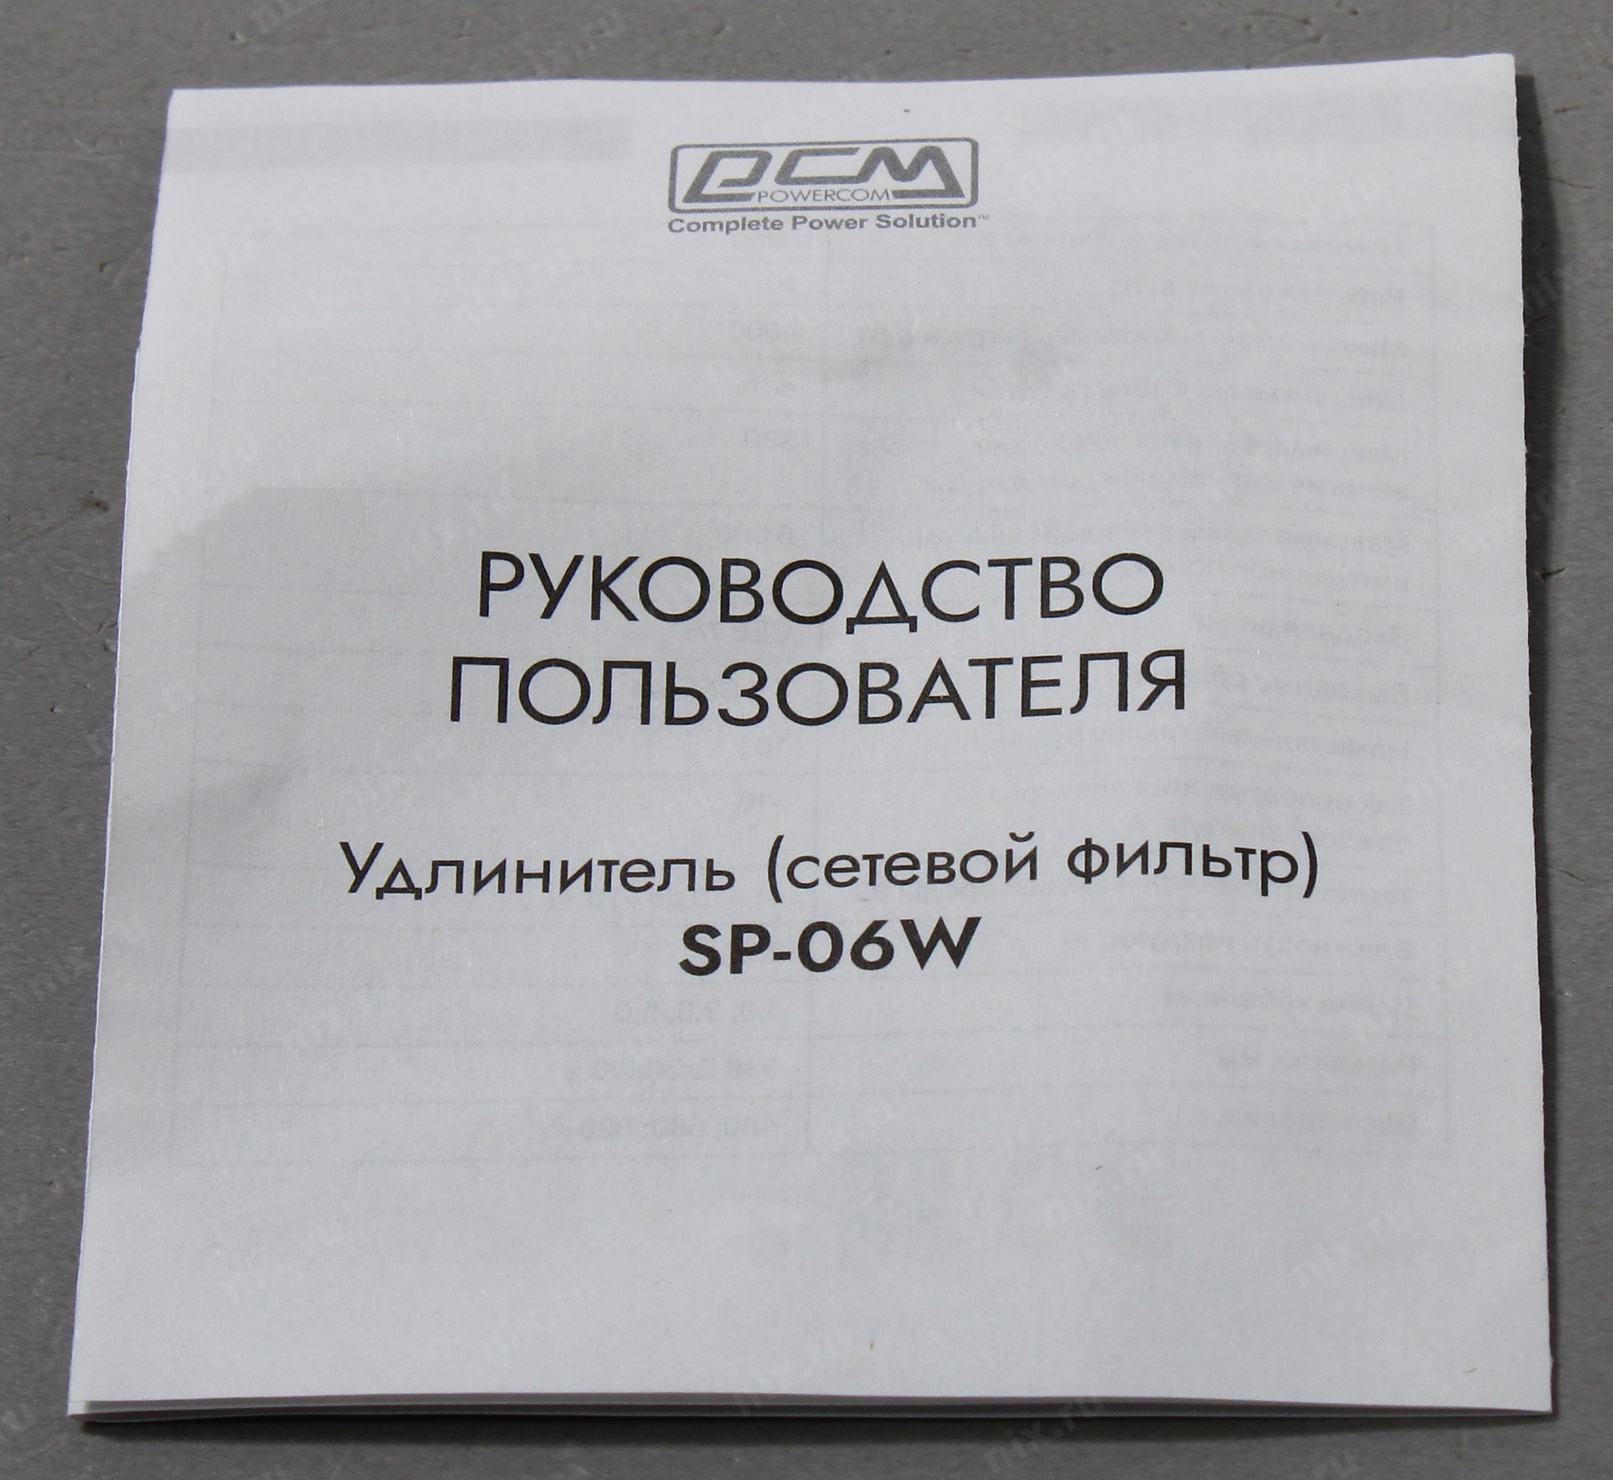 PCM
POWERCOM
Complete Power Solution™
РУКОВОДСТВО
ПОЛЬЗОВАТЕЛЯ
Удлинитель (сетевой фильтр)
SP-06W